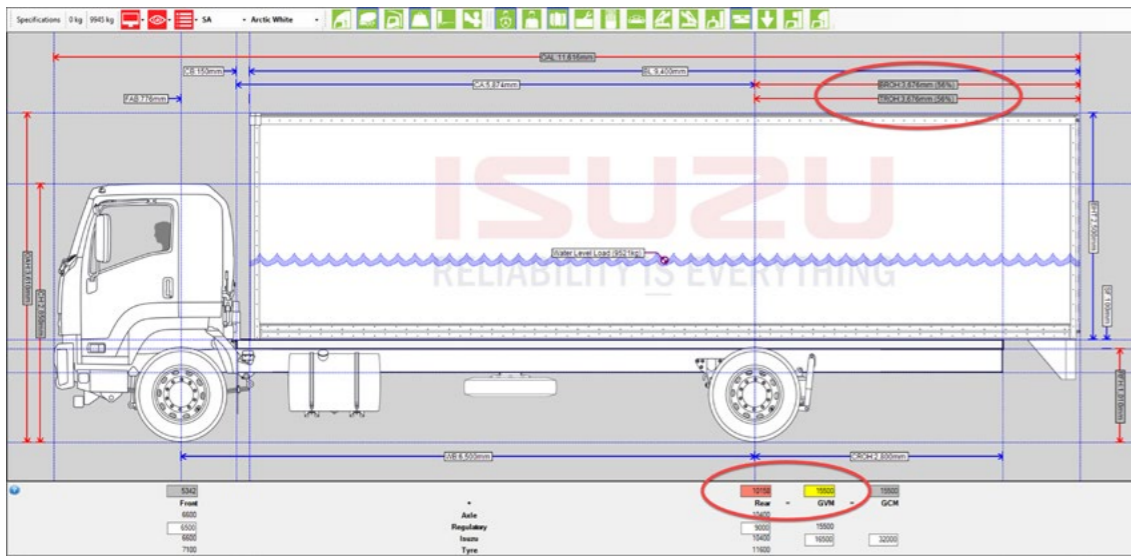 Specifications 0 kg 9945 kg SA Arctic White
OAL:11,616mm
CB:150mm
BL:9,400mm
CA:5,874mm
BROH:3,676mm (56%)
FAB:776mm
TROH:3,676mm (56%)
ISUZU
Water Level Load (9521kg)
RELIABILITY IS EVERYTHING
WB:6,500mm
CROH:2,800mm
5342 10158 15500 15500
Front - Rear - GVM - GCM
6600 Axle 10400
6500 Regulatory 9000 15500
6600 Isuzu 10400 16500 32000
7100 Tyre 11600